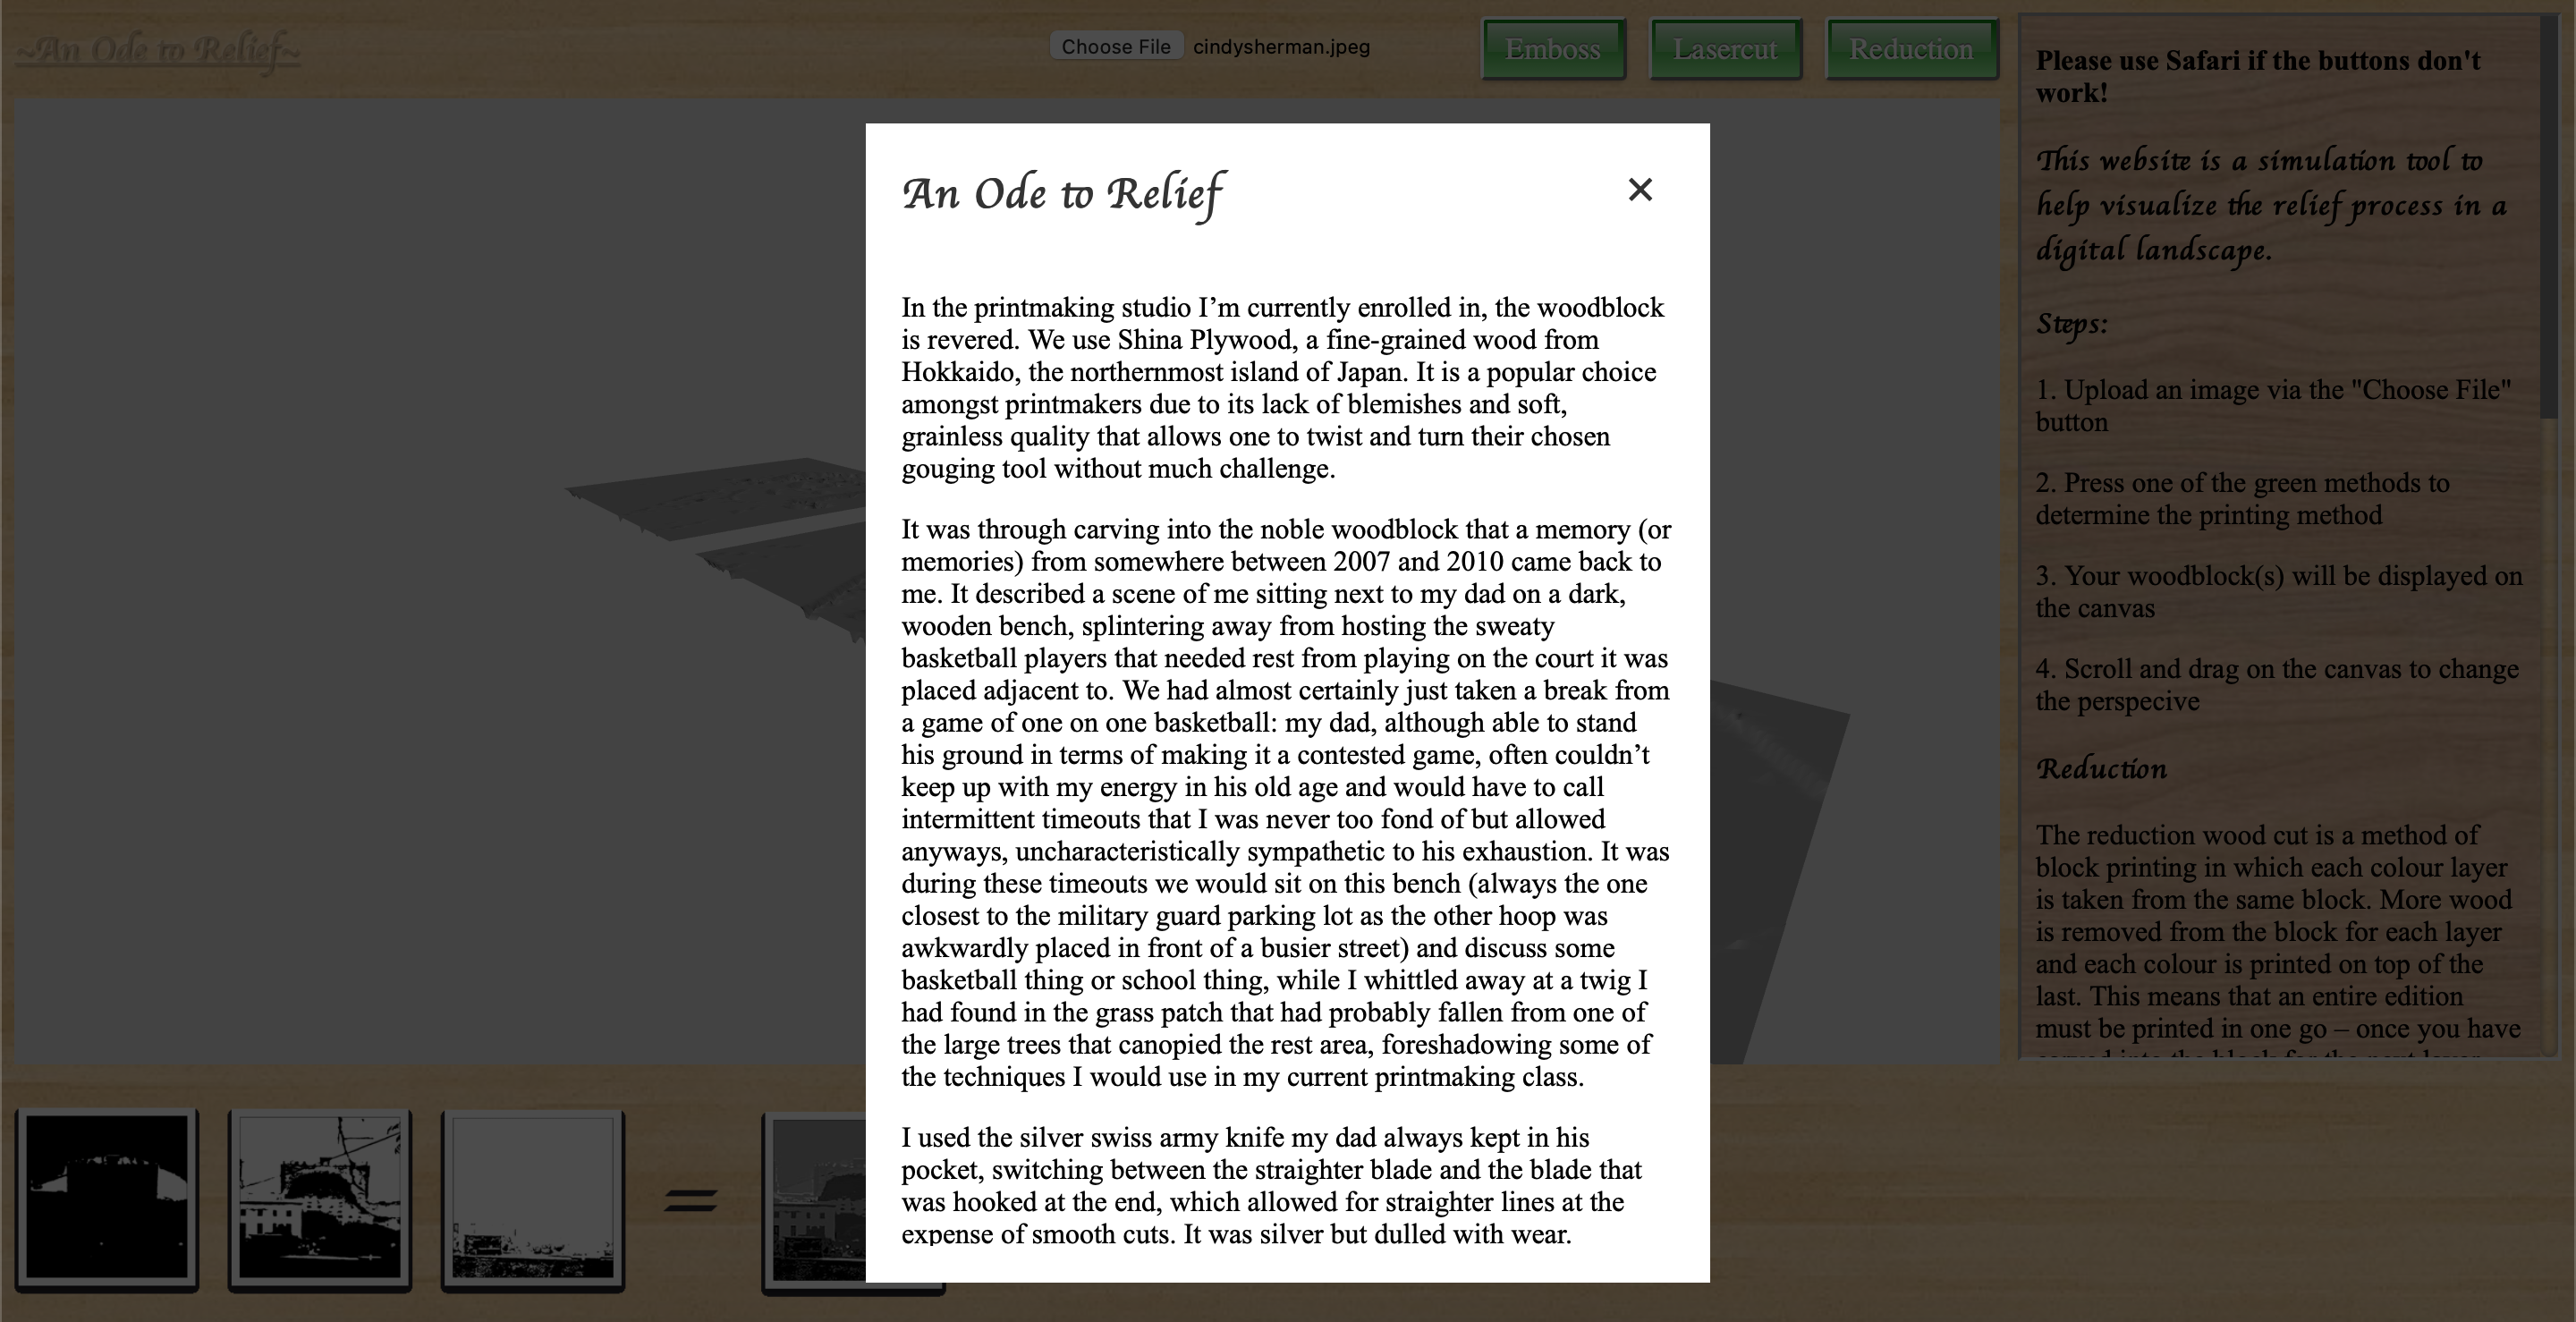 ~An Ode to Relief~
Choose File cindysherman.jpeg
Emboss
Lasercut
Reduction
An Ode to Relief
×
In the printmaking studio I’m currently enrolled in, the woodblock
is revered. We use Shina Plywood, a fine-grained wood from
Hokkaido, the northernmost island of Japan. It is a popular choice
amongst printmakers due to its lack of blemishes and soft,
grainless quality that allows one to twist and turn their chosen
gouging tool without much challenge.
It was through carving into the noble woodblock that a memory (or
memories) from somewhere between 2007 and 2010 came back to
me. It described a scene of me sitting next to my dad on a dark,
wooden bench, splintering away from hosting the sweaty
basketball players that needed rest from playing on the court it was
placed adjacent to. We had almost certainly just taken a break from
a game of one on one basketball: my dad, although able to stand
his ground in terms of making it a contested game, often couldn’t
keep up with my energy in his old age and would have to call
intermittent timeouts that I was never too fond of but allowed
anyways, uncharacteristically sympathetic to his exhaustion. It was
during these timeouts we would sit on this bench (always the one
closest to the military guard parking lot as the other hoop was
awkwardly placed in front of a busier street) and discuss some
basketball thing or school thing, while I whittled away at a twig I
had found in the grass patch that had probably fallen from one of
the large trees that canopied the rest area, foreshadowing some of
the techniques I would use in my current printmaking class.
I used the silver swiss army knife my dad always kept in his
pocket, switching between the straighter blade and the blade that
was hooked at the end, which allowed for straighter lines at the
expense of smooth cuts. It was silver but dulled with wear.
Please use Safari if the buttons don't
work!
This website is a simulation tool to
help visualize the relief process in a
digital landscape.
Steps:
1. Upload an image via the "Choose File"
button
2. Press one of the green methods to
determine the printing method
3. Your woodblock(s) will be displayed on
the canvas
4. Scroll and drag on the canvas to change
the perspecive
Reduction
The reduction wood cut is a method of
block printing in which each colour layer
is taken from the same block. More wood
is removed from the block for each layer
and each colour is printed on top of the
last. This means that an entire edition
must be printed in one go – once you have
=